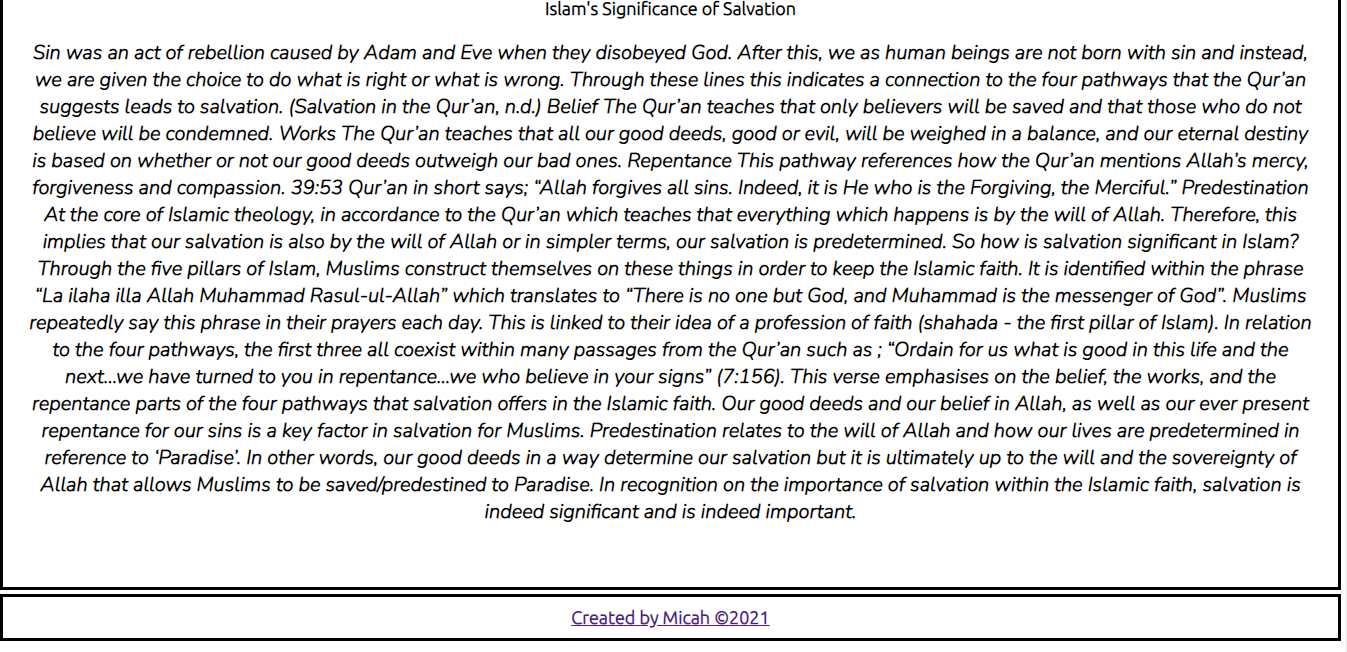 Islam's Significance of Salvation
Sin was an act of rebellion caused by Adam and Eve when they disobeyed God. After this, we as human beings are not born with sin and instead,
we are given the choice to do what is right or what is wrong. Through these lines this indicates a connection to the four pathways that the Qur’an
suggests leads to salvation. (Salvation in the Qur’an, n.d.) Belief The Qur’an teaches that only believers will be saved and that those who do not
believe will be condemned. Works The Qur’an teaches that all our good deeds, good or evil, will be weighed in a balance, and our eternal destiny
is based on whether or not our good deeds outweigh our bad ones. Repentance This pathway references how the Qur’an mentions Allah’s mercy,
forgiveness and compassion. 39:53 Qur’an in short says; “Allah forgives all sins. Indeed, it is He who is the Forgiving, the Merciful.” Predestination
At the core of Islamic theology, in accordance to the Qur’an which teaches that everything which happens is by the will of Allah. Therefore, this
implies that our salvation is also by the will of Allah or in simpler terms, our salvation is predetermined. So how is salvation significant in Islam?
Through the five pillars of Islam, Muslims construct themselves on these things in order to keep the Islamic faith. It is identified within the phrase
“La ilaha illa Allah Muhammad Rasul-ul-Allah” which translates to “There is no one but God, and Muhammad is the messenger of God”. Muslims
repeatedly say this phrase in their prayers each day. This is linked to their idea of a profession of faith (shahada - the first pillar of Islam). In relation
to the four pathways, the first three all coexist within many passages from the Qur’an such as ; “Ordain for us what is good in this life and the
next...we have turned to you in repentance...we who believe in your signs” (7:156). This verse emphasises on the belief, the works, and the
repentance parts of the four pathways that salvation offers in the Islamic faith. Our good deeds and our belief in Allah, as well as our ever present
repentance for our sins is a key factor in salvation for Muslims. Predestination relates to the will of Allah and how our lives are predetermined in
reference to ‘Paradise’. In other words, our good deeds in a way determine our salvation but it is ultimately up to the will and the sovereignty of
Allah that allows Muslims to be saved/predestined to Paradise. In recognition on the importance of salvation within the Islamic faith, salvation is
indeed significant and is indeed important.
Created by Micah ©2021